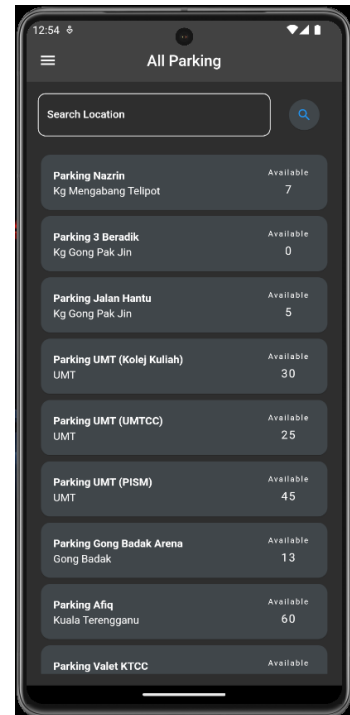 12:54
All Parking
Search Location
Parking Nazrin
Kg Mengabang Telipot
Available
7
Parking 3 Beradik
Kg Gong Pak Jin
Available
0
Parking Jalan Hantu
Kg Gong Pak Jin
Available
5
Parking UMT (Kolej Kuliah)
UMT
Available
30
Parking UMT (UMTCC)
UMT
Available
25
Parking UMT (PISM)
UMT
Available
45
Parking Gong Badak Arena
Gong Badak
Available
13
Parking Afiq
Kuala Terengganu
Available
60
Parking Valet KTCC
Available